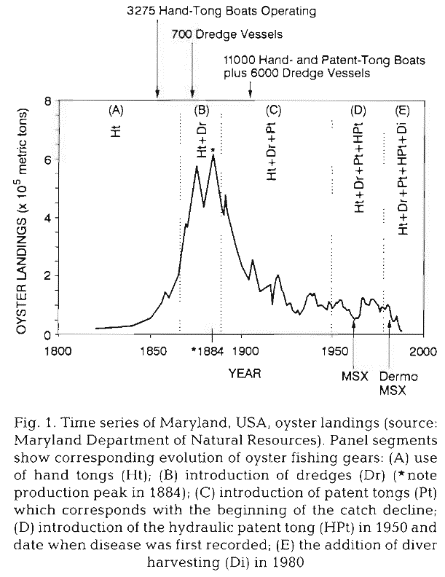 3275 Hand-Tong Boats Operating
700 Dredge Vessels
11000 Hand- and Patent-Tong Boats
plus 6000 Dredge Vessels
(A)
(B)
(C)
(D)
(E)
Ht
Ht + Dr
Ht + Dr + Pt
Ht + Dr + Pt + HPt
Ht + Dr + Pt + HPt + Di
*
OYSTER LANDINGS (x 10⁵ metric tons)
8
6
4
2
0
1800
1850
*1884
1900
1950
2000
YEAR
MSX
Dermo
MSX
Fig. 1. Time series of Maryland, USA, oyster landings (source:
Maryland Department of Natural Resources). Panel segments
show corresponding evolution of oyster fishing gears: (A) use
of hand tongs (Ht); (B) introduction of dredges (Dr) (*note
production peak in 1884); (C) introduction of patent tongs (Pt)
which corresponds with the beginning of the catch decline;
(D) introduction of the hydraulic patent tong (HPt) in 1950 and
date when disease was first recorded; (E) the addition of diver
harvesting (Di) in 1980